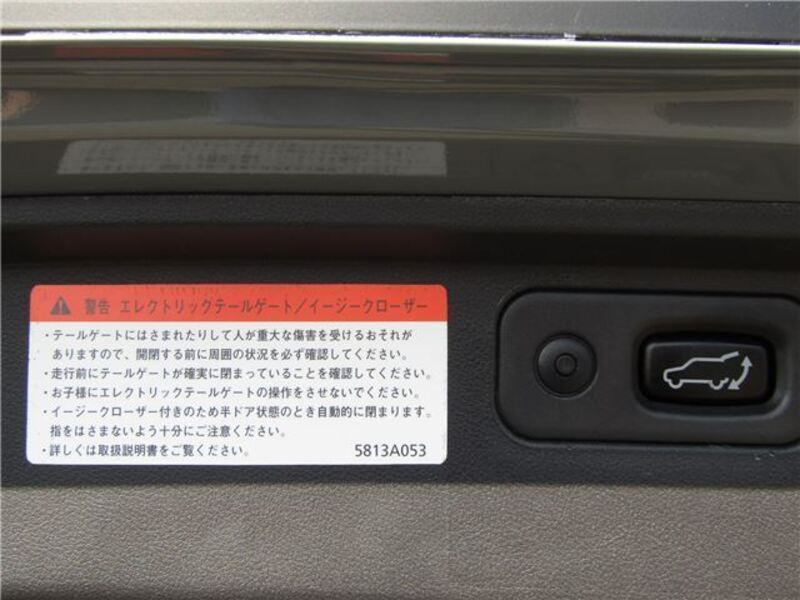 警告 エレクトリックテールゲート/イージークローザー
・テールゲートにはさまれたりして人が重大な傷害を受けるおそれが
ありますので、開閉する前に周囲の状況を必ず確認してください。
・走行前にテールゲートが確実に閉まっていることを確認してください。
・お子様にエレクトリックテールゲートの操作をさせないでください。
・イージークローザー付きのため半ドア状態のとき自動的に閉まります。
指をはさまないよう十分にご注意ください。
・詳しくは取扱説明書をご覧ください。 5813A053